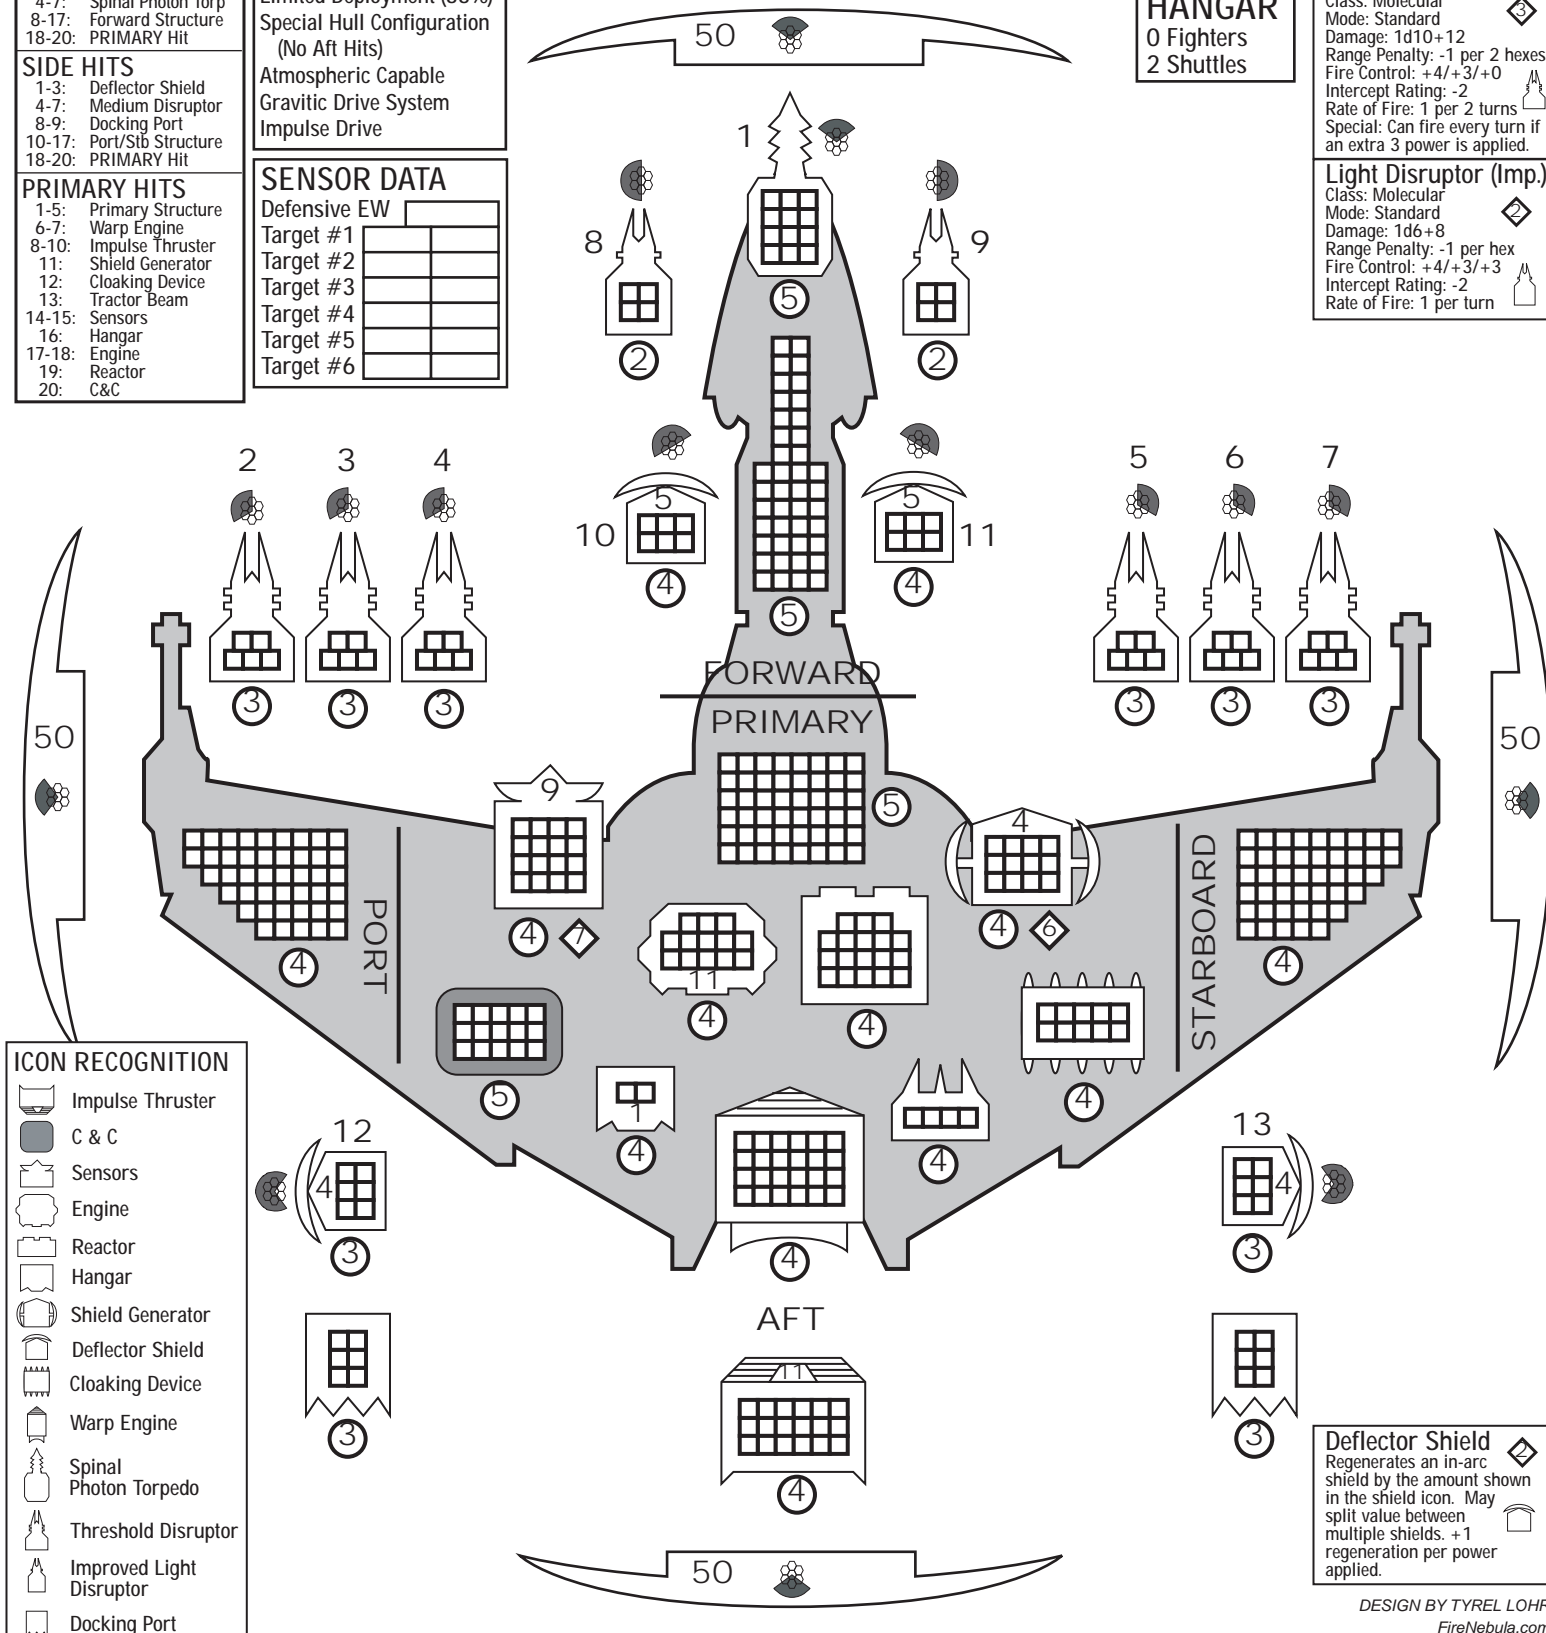 4-7: Spinal Photon Torp
8-17: Forward Structure
18-20: PRIMARY Hit
SIDE HITS
1-3: Deflector Shield
4-7: Medium Disruptor
8-9: Docking Port
10-17: Port/Stb Structure
18-20: PRIMARY Hit
PRIMARY HITS
1-5: Primary Structure
6-7: Warp Engine
8-10: Impulse Thruster
11: Shield Generator
12: Cloaking Device
13: Tractor Beam
14-15: Sensors
16: Hangar
17-18: Engine
19: Reactor
20: C&C
Special Hull Configuration
(No Aft Hits)
Atmospheric Capable
Gravitic Drive System
Impulse Drive
SENSOR DATA
Defensive EW
Target #1
Target #2
Target #3
Target #4
Target #5
Target #6
50
HANGAR
0 Fighters
2 Shuttles
Class: Molecular
3
Mode: Standard
Damage: 1d10+12
Range Penalty: -1 per 2 hexes
Fire Control: +4/+3/+0
Intercept Rating: -2
Rate of Fire: 1 per 2 turns
Special: Can fire every turn if
an extra 3 power is applied.
Light Disruptor (Imp.)
Class: Molecular
2
Mode: Standard
Damage: 1d6+8
Range Penalty: -1 per hex
Fire Control: +4/+3/+3
Intercept Rating: -2
Rate of Fire: 1 per turn
1
8
9
5
2
2
2
3
4
5
6
7
5
5
10
11
4
4
5
3
3
3
3
3
3
FORWARD
PRIMARY
50
50
9
5
4
PORT
STARBOARD
4
4
7
11
4
6
4
4
4
5
1
4
4
4
4
AFT
12
4
3
13
4
3
3
11
3
4
50
ICON RECOGNITION
Impulse Thruster
C & C
Sensors
Engine
Reactor
Hangar
Shield Generator
Deflector Shield
Cloaking Device
Warp Engine
Spinal
Photon Torpedo
Threshold Disruptor
Improved Light
Disruptor
Docking Port
Deflector Shield
2
Regenerates an in-arc
shield by the amount shown
in the shield icon. May
split value between
multiple shields. +1
regeneration per power
applied.
DESIGN BY TYREL LOHR
FireNebula.com